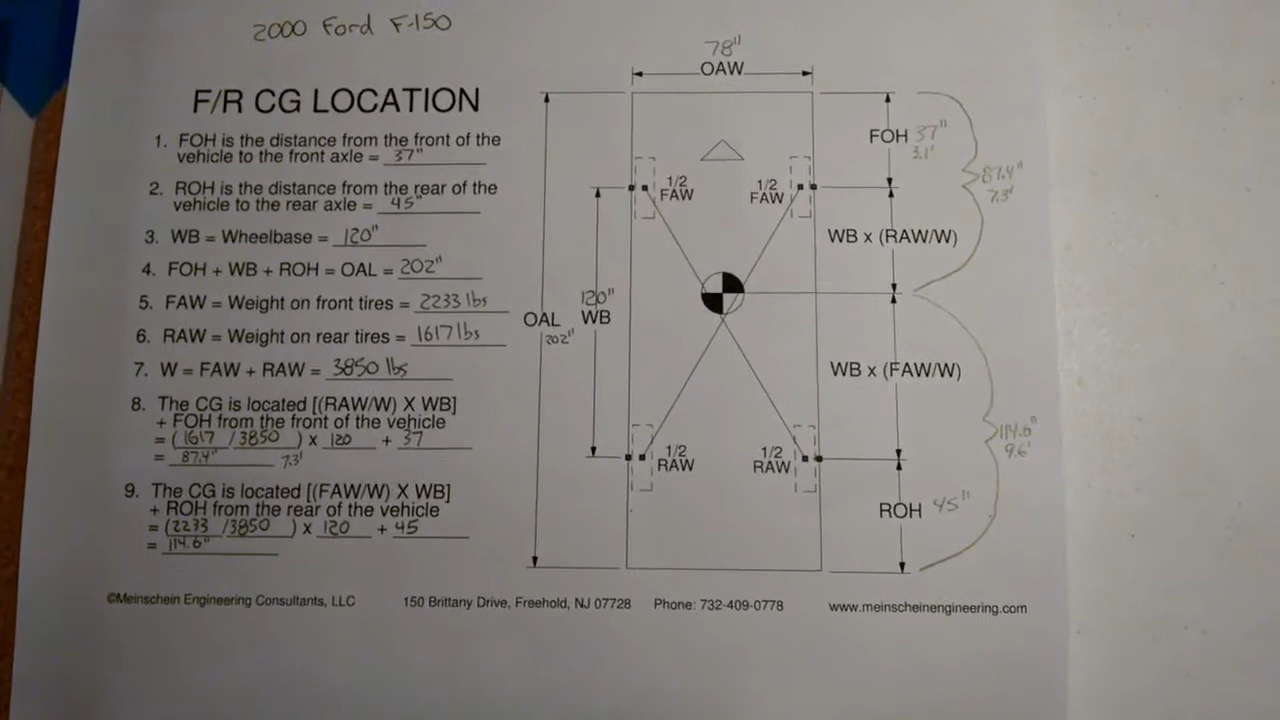 2000 Ford F-150
F/R CG LOCATION
1. FOH is the distance from the front of the
vehicle to the front axle = 37"
2. ROH is the distance from the rear of the
vehicle to the rear axle = 45"
3. WB = Wheelbase = 120"
4. FOH + WB + ROH = OAL = 202"
5. FAW = Weight on front tires = 2233 lbs
6. RAW = Weight on rear tires = 1617 lbs
7. W = FAW + RAW = 3850 lbs
8. The CG is located [(RAW/W) X WB]
+ FOH from the front of the vehicle
= (1617 /3850 ) x 120 + 37
= 87.4" 7.3'
9. The CG is located [(FAW/W) X WB]
+ ROH from the rear of the vehicle
= (2233 /3850 ) x 120 + 45
= 114.6"
78"
OAW
FOH 37"
3.1'
87.4"
7.3'
1/2
FAW
1/2
FAW
WB x (RAW/W)
120"
OAL WB
202"
WB x (FAW/W)
114.6"
9.6'
1/2
RAW
1/2
RAW
ROH 45"
©Meinschein Engineering Consultants, LLC 150 Brittany Drive, Freehold, NJ 07728 Phone: 732-409-0778 www.meinscheinengineering.com